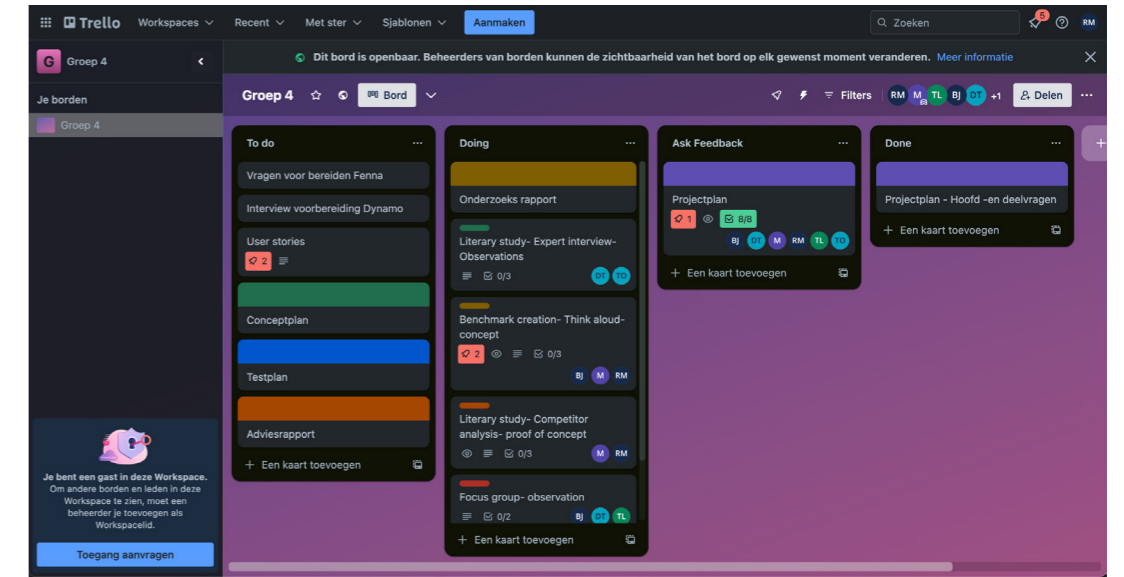 Trello Workspaces Recent Met ster Sjablonen Aanmaken Zoeken 5 RM
G Groep 4
Dit bord is openbaar. Beheerders van borden kunnen de zichtbaarheid van het bord op elk gewenst moment veranderen. Meer informatie
Je borden
Groep 4
Groep 4 Bord Filters RM M TL BJ DT +1 Delen
To do
Vragen voor bereiden Fenna
Interview voorbereiding Dynamo
User stories
2
Conceptplan
Testplan
Adviesrapport
+ Een kaart toevoegen
Doing
Onderzoeks rapport
Literary study- Expert interview-
Observations
0/3 DT TO
Benchmark creation- Think aloud-
concept
2 0/3
BJ M RM
Literary study- Competitor
analysis- proof of concept
0/3 M RM
Focus group- observation
0/2 BJ DT TL
+ Een kaart toevoegen
Ask Feedback
Projectplan
1 8/8
BJ DT M RM TL TO
+ Een kaart toevoegen
Done
Projectplan - Hoofd -en deelvragen
+ Een kaart toevoegen
Je bent een gast in deze Workspace.
Om andere borden en leden in deze
Workspace te zien, moet een
beheerder je toevoegen als
Workspacelid.
Toegang aanvragen